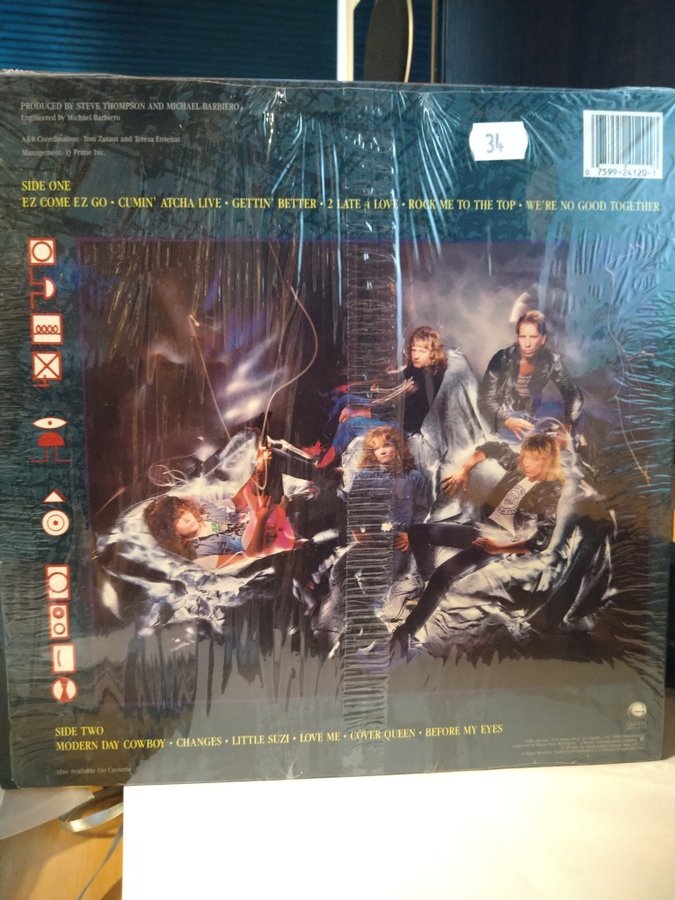 PRODUCED BY STEVE THOMPSON AND MICHAEL BARBIERO
Engineered by Michael Barbiero
A&R Coordination: Tom Zutaut and Teresa Ensenat
Management: Q Prime Inc.
34
0 7599-24120-1
SIDE ONE
EZ COME EZ GO • CUMIN' ATCHA LIVE • GETTIN' BETTER • 2 LATE 4 LOVE • ROCK ME TO THE TOP • WE'RE NO GOOD TOGETHER
SIDE TWO
MODERN DAY COWBOY • CHANGES • LITTLE SUZI • LOVE ME • COVER QUEEN • BEFORE MY EYES
Also Available On Cassette